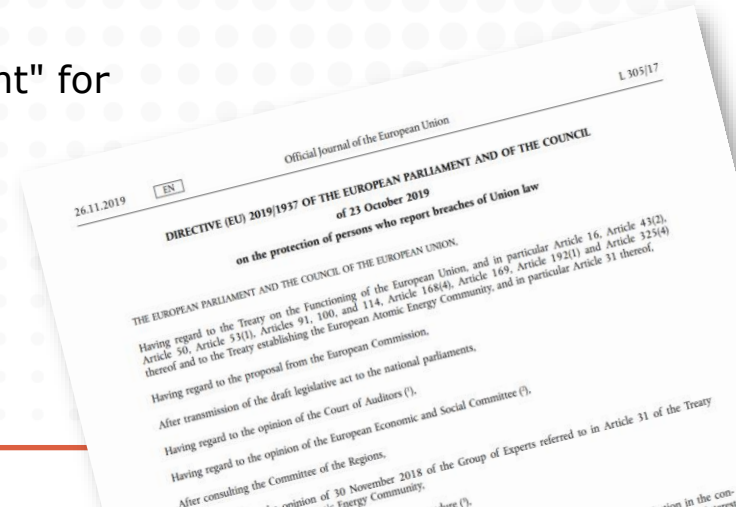 nt" for
L 305/17
Official Journal of the European Union
EN
26.11.2019
DIRECTIVE (EU) 2019/1937 OF THE EUROPEAN PARLIAMENT AND OF THE COUNCIL
of 23 October 2019
on the protection of persons who report breaches of Union law
THE EUROPEAN PARLIAMENT AND THE COUNCIL OF THE EUROPEAN UNION,
Having regard to the Treaty on the Functioning of the European Union, and in particular Article 16, Article 43(2),
Article 50, Article 53(1), Articles 91, 100, and 114, Article 168(4), Article 169, Article 192(1) and Article 325(4)
thereof and to the Treaty establishing the European Atomic Energy Community, and in particular Article 31 thereof,
Having regard to the proposal from the European Commission,
After transmission of the draft legislative act to the national parliaments,
Having regard to the opinion of the Court of Auditors (¹),
Having regard to the opinion of the European Economic and Social Committee (²),
After consulting the Committee of the Regions,
opinion of 30 November 2018 of the Group of Experts referred to in Article 31 of the Treaty
Energy Community,
in the con-